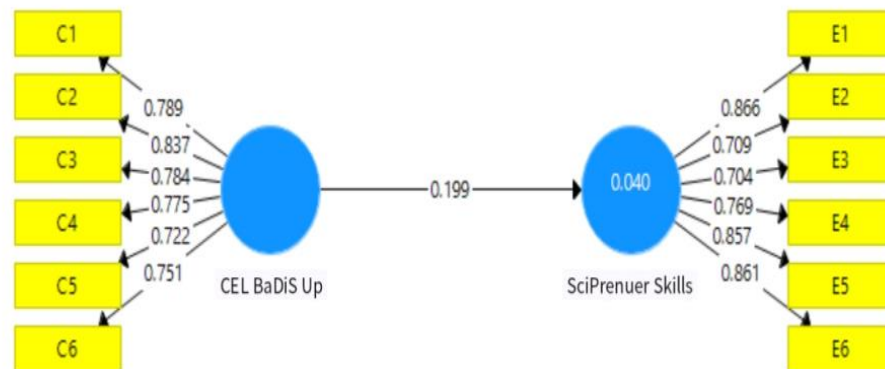 C1
C2
C3
C4
C5
C6
0.789
0.837
0.784
0.775
0.722
0.751
CEL BaDiS Up
0.199
0.040
SciPrenuer Skills
0.866
0.709
0.704
0.769
0.857
0.861
E1
E2
E3
E4
E5
E6